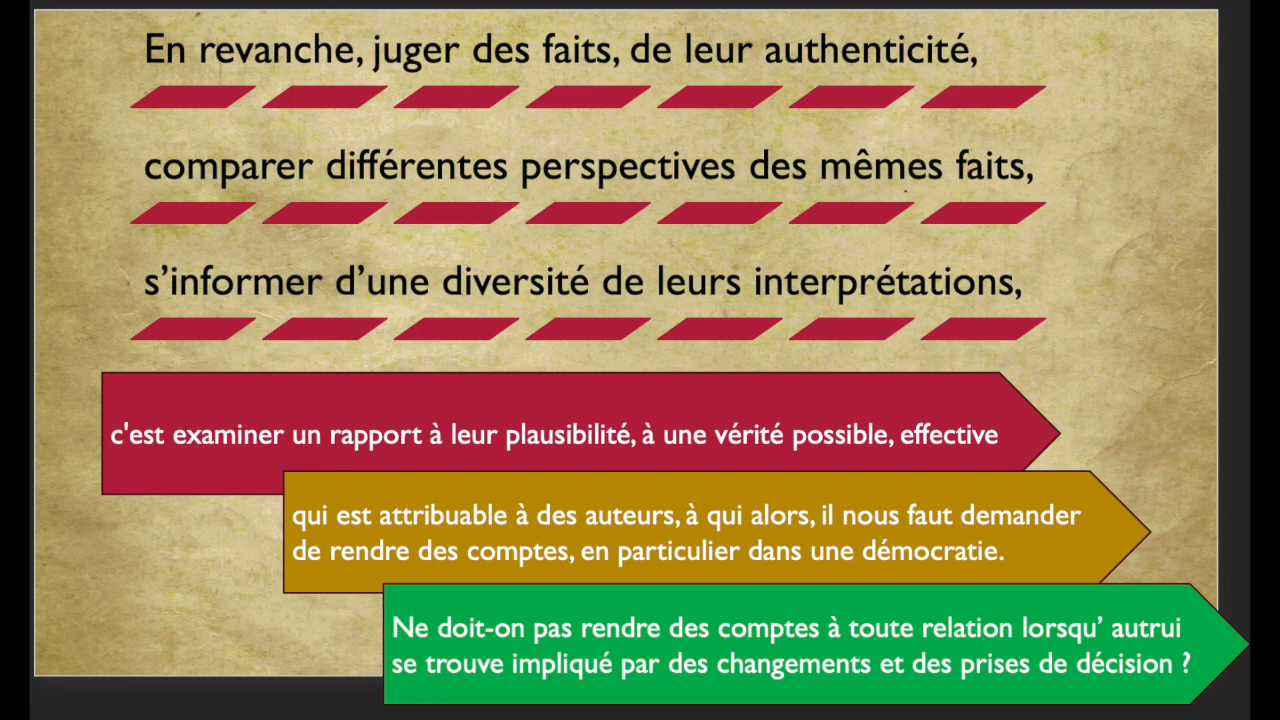 En revanche, juger des faits, de leur authenticité,
comparer différentes perspectives des mêmes faits,
s’informer d’une diversité de leurs interprétations,
c'est examiner un rapport à leur plausibilité, à une vérité possible, effective
qui est attribuable à des auteurs, à qui alors, il nous faut demander
de rendre des comptes, en particulier dans une démocratie.
Ne doit-on pas rendre des comptes à toute relation lorsqu’ autrui
se trouve impliqué par des changements et des prises de décision ?